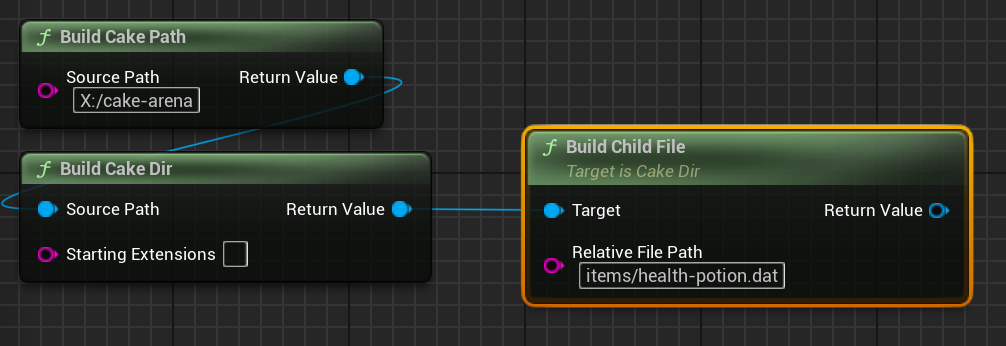 f Build Cake Path
Source Path
Return Value
X:/cake-arena
f Build Cake Dir
Source Path
Return Value
Starting Extensions
f Build Child File
Target is Cake Dir
Target
Return Value
Relative File Path
items/health-potion.dat